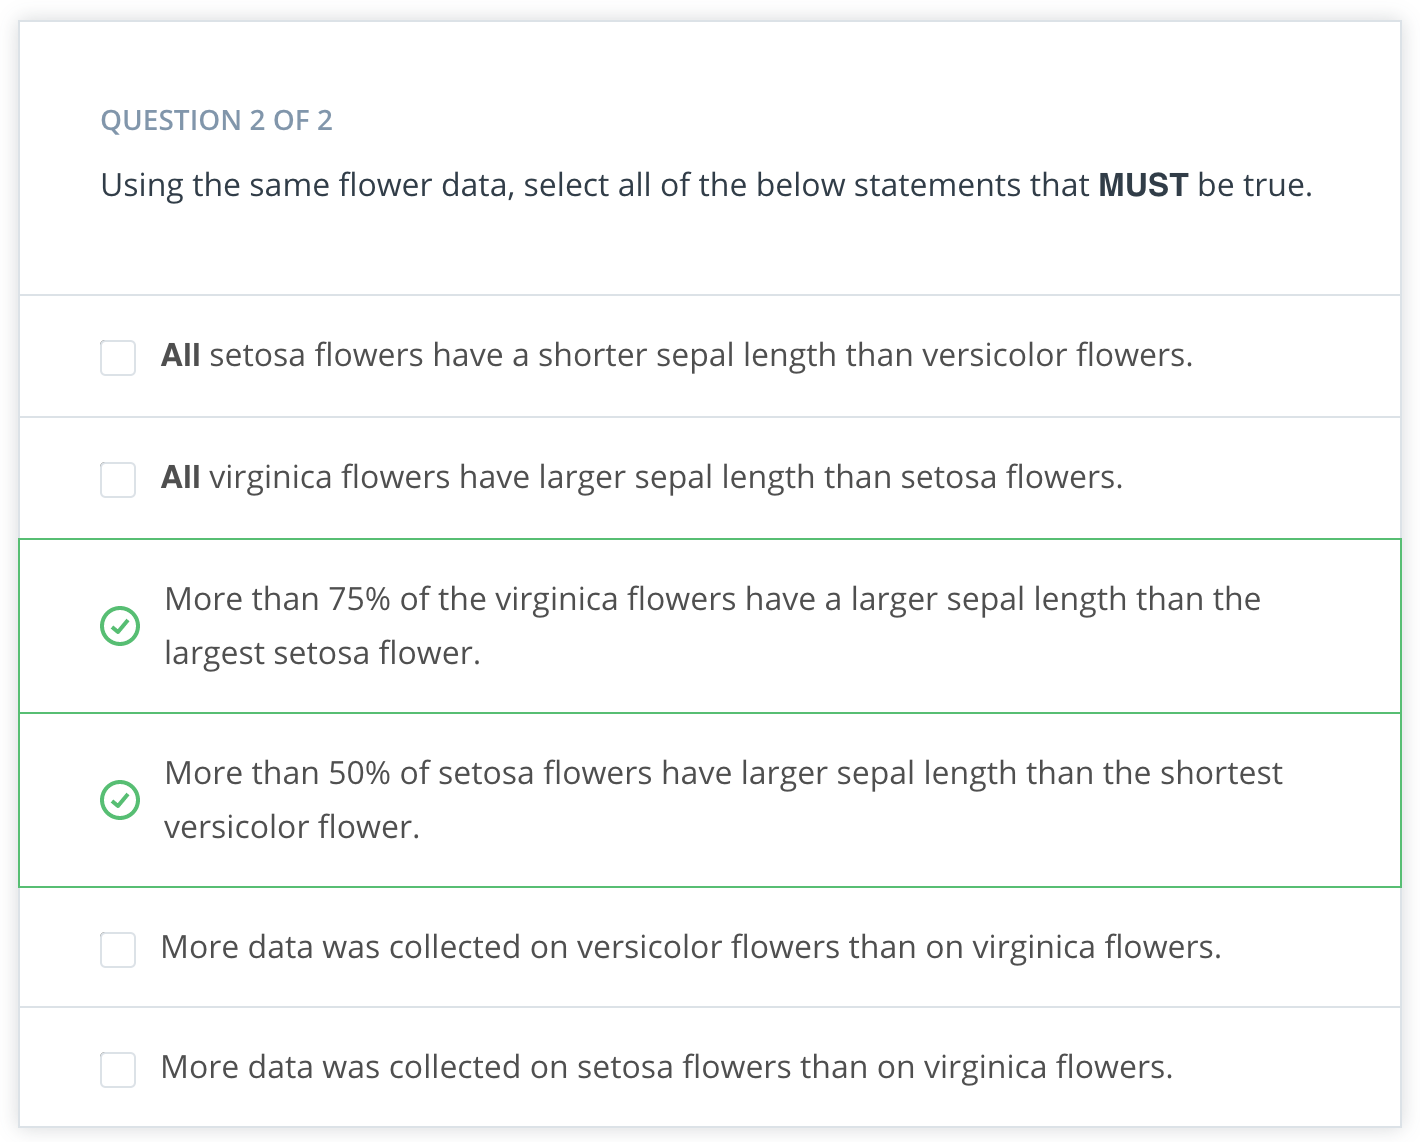 QUESTION 2 OF 2
Using the same flower data, select all of the below statements that MUST be true.
All setosa flowers have a shorter sepal length than versicolor flowers.
All virginica flowers have larger sepal length than setosa flowers.
More than 75% of the virginica flowers have a larger sepal length than the
largest setosa flower.
More than 50% of setosa flowers have larger sepal length than the shortest
versicolor flower.
More data was collected on versicolor flowers than on virginica flowers.
More data was collected on setosa flowers than on virginica flowers.